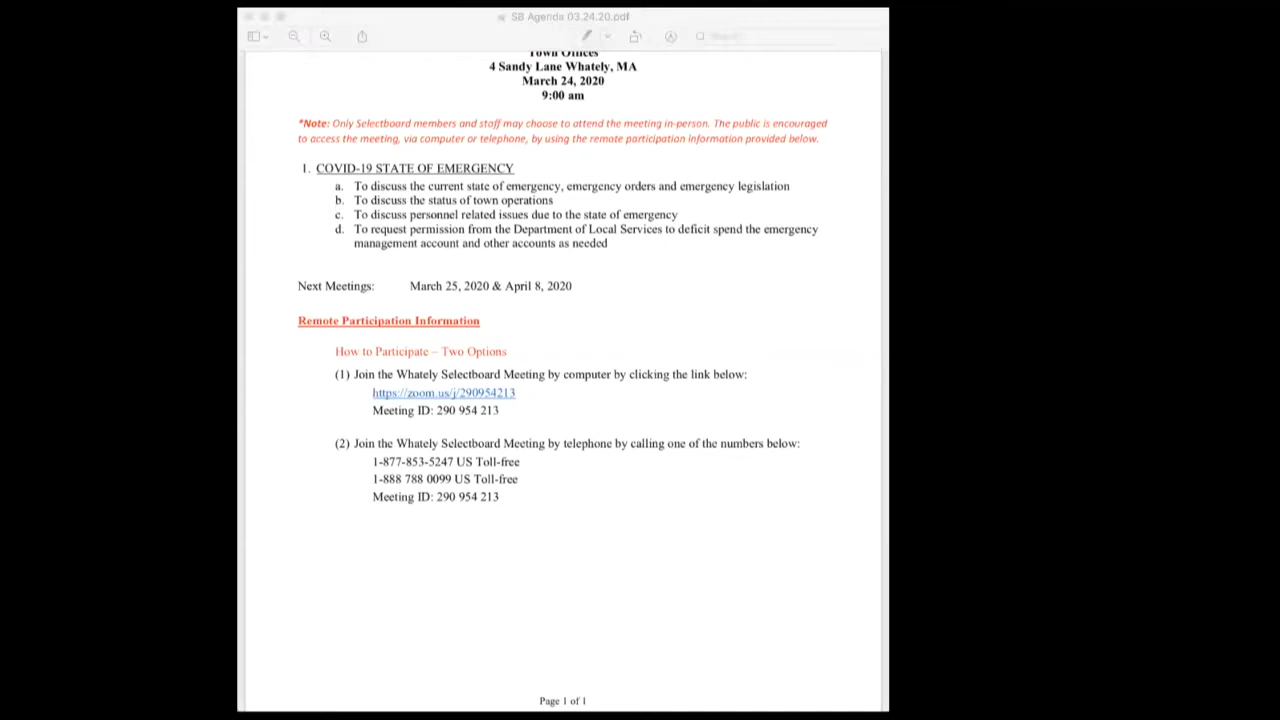 SB Agenda 03.24.20.pdf
Town Offices
4 Sandy Lane Whately, MA
March 24, 2020
9:00 am
*Note: Only Selectboard members and staff may choose to attend the meeting in-person. The public is encouraged
to access the meeting, via computer or telephone, by using the remote participation information provided below.
1. COVID-19 STATE OF EMERGENCY
a. To discuss the current state of emergency, emergency orders and emergency legislation
b. To discuss the status of town operations
c. To discuss personnel related issues due to the state of emergency
d. To request permission from the Department of Local Services to deficit spend the emergency
management account and other accounts as needed
Next Meetings: March 25, 2020 & April 8, 2020
Remote Participation Information
How to Participate – Two Options
(1) Join the Whately Selectboard Meeting by computer by clicking the link below:
https://zoom.us/j/290954213
Meeting ID: 290 954 213
(2) Join the Whately Selectboard Meeting by telephone by calling one of the numbers below:
1-877-853-5247 US Toll-free
1-888 788 0099 US Toll-free
Meeting ID: 290 954 213
Page 1 of 1